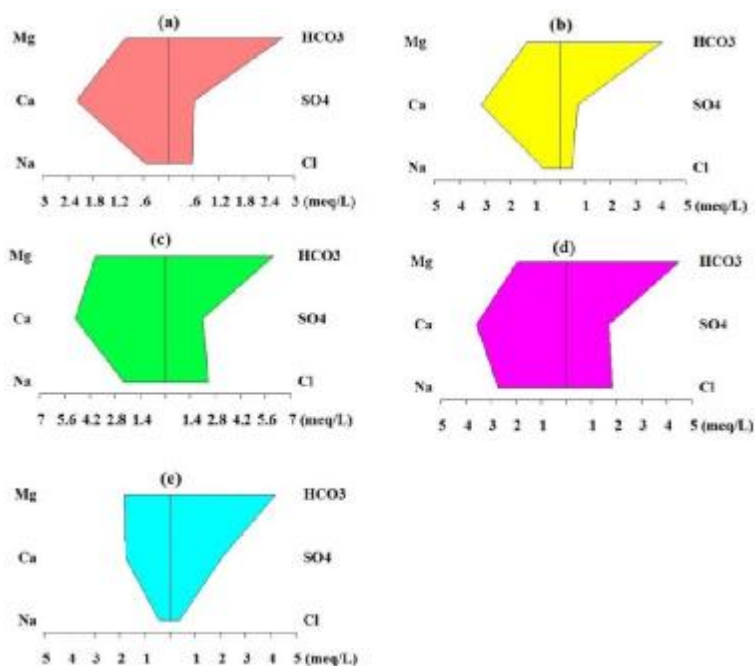 (a)
Mg HCO3
Ca SO4
Na Cl
3 2.4 1.8 1.2 .6 .6 1.2 1.8 2.4 3 (meq/L)
(b)
Mg HCO3
Ca SO4
Na Cl
5 4 3 2 1 1 2 3 4 5 (meq/L)
(c)
Mg HCO3
Ca SO4
Na Cl
7 5.6 4.2 2.8 1.4 1.4 2.8 4.2 5.6 7 (meq/L)
(d)
Mg HCO3
Ca SO4
Na Cl
5 4 3 2 1 1 2 3 4 5 (meq/L)
(e)
Mg HCO3
Ca SO4
Na Cl
5 4 3 2 1 1 2 3 4 5 (meq/L)